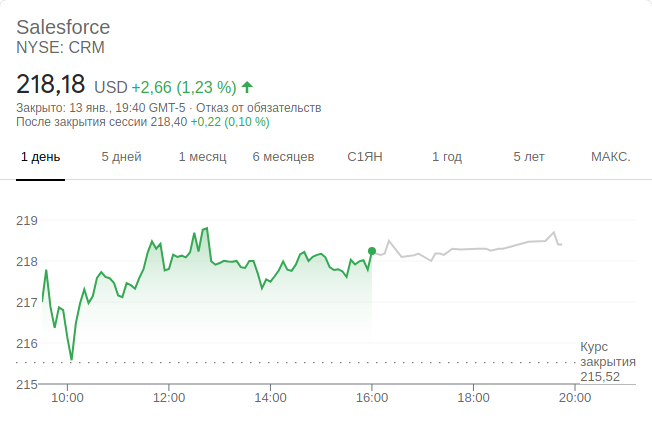 Salesforce
NYSE: CRM
218,18 USD +2,66 (1,23 %)
Закрыто: 13 янв., 19:40 GMT-5 · Отказ от обязательств
После закрытия сессии 218,40 +0,22 (0,10 %)
1 день 5 дней 1 месяц 6 месяцев С1ЯН 1 год 5 лет МАКС.
219
218
217
216
Курс
закрытия
215,52
215
10:00 12:00 14:00 16:00 18:00 20:00